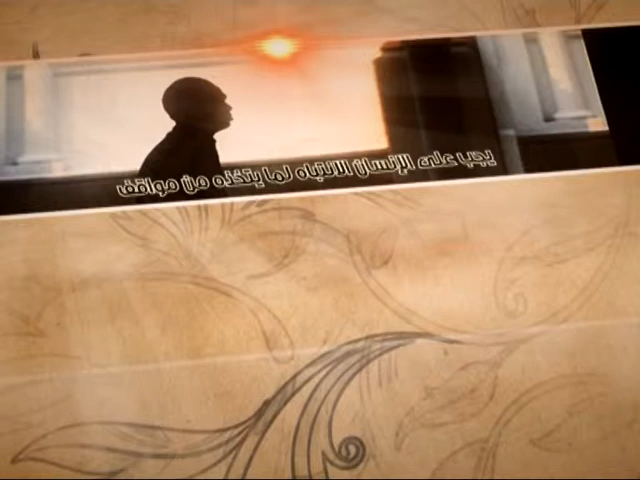 يجب على الإنسان الانتباه لما يتخذه من مواقف